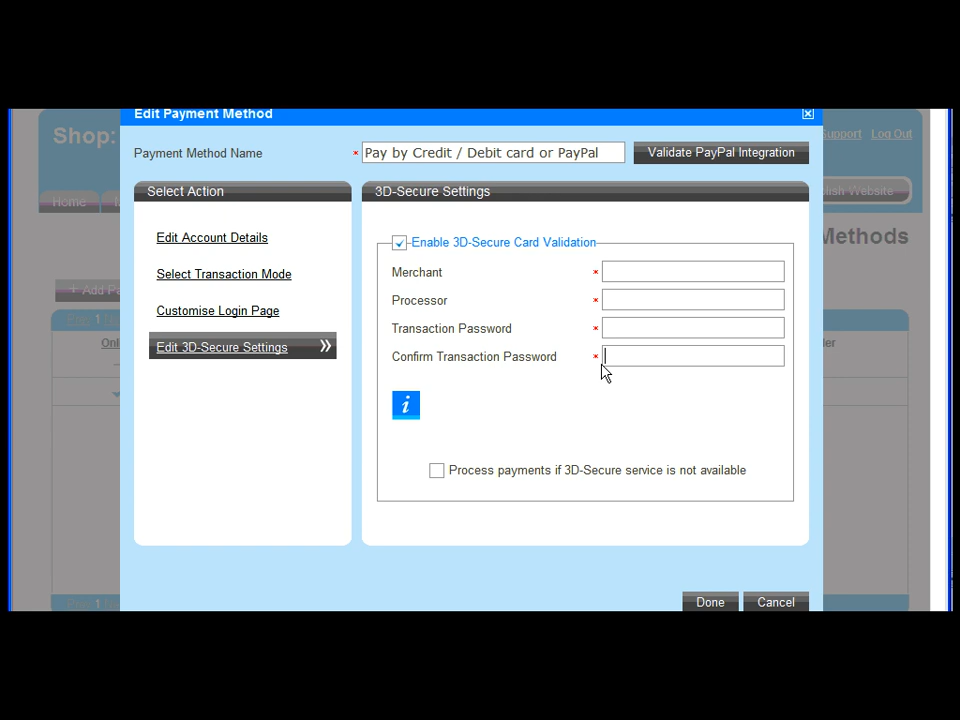 Edit Payment Method
Shop:
Support Log Out
Payment Method Name * Pay by Credit / Debit card or PayPal Validate PayPal Integration
Select Action
3D-Secure Settings
Home
Website
Methods
Edit Account Details
Enable 3D-Secure Card Validation
Merchant *
Select Transaction Mode
+ Add
Processor *
Customise Login Page
Transaction Password *
Edit 3D-Secure Settings »
Confirm Transaction Password *
i
Process payments if 3D-Secure service is not available
Done Cancel